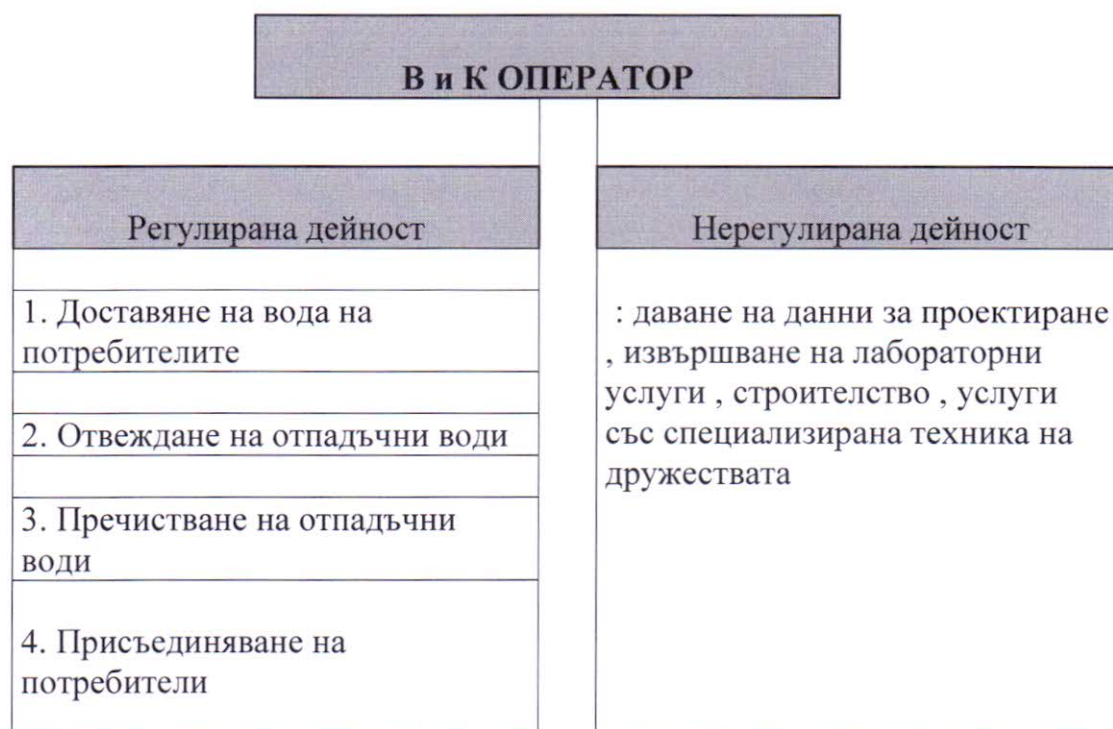 В и К ОПЕРАТОР
Регулирана дейност
1. Доставяне на вода на
потребителите
2. Отвеждане на отпадъчни води
3. Пречистване на отпадъчни
води
4. Присъединяване на
потребители
Нерегулирана дейност
: даване на данни за проектиране
, извършване на лабораторни
услуги , строителство , услуги
със специализирана техника на
дружествата